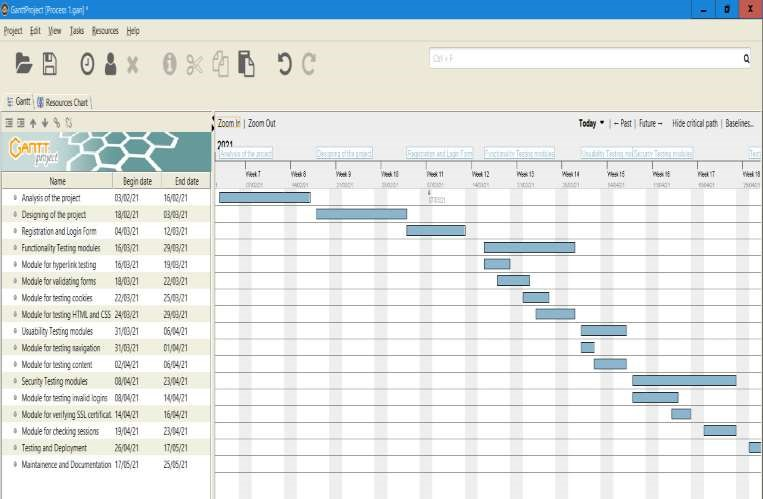 GanttProject [Process 1.gan] *
Project Edit View Tasks Resources Help
Ctrl + F
Gantt Resources Chart
GANTT project
Zoom In | Zoom Out
Today | ← Past | Future → Hide critical path | Baselines...
2021
Analysis of the project Designing of the project Registration and Login Form Functionality Testing modules Security Testing modules
Name Begin date End date
Week 7 Week 8 Week 9 Week 10 Week 11 Week 12 Week 13 Week 14 Week 15 Week 16 Week 17 Week 18
Analysis of the project 03/02/21 16/02/21
Designing of the project 18/02/21 03/03/21
Registration and Login Form 04/03/21 12/03/21
Functionality Testing modules 16/03/21 29/03/21
Module for hyperlink testing 16/03/21 19/03/21
Module for validating forms 18/03/21 22/03/21
Module for testing cookies 22/03/21 25/03/21
Module for testing HTML and CSS 24/03/21 29/03/21
Usuability Testing modules 31/03/21 06/04/21
Module for testing navigation 31/03/21 01/04/21
Module for testing content 02/04/21 06/04/21
Security Testing modules 08/04/21 23/04/21
Module for testing invalid logins 08/04/21 14/04/21
Module for verifying SSL certificat. 14/04/21 16/04/21
Module for checking sessions 19/04/21 23/04/21
Testing and Deployment 26/04/21 17/05/21
Maintainence and Documentation 17/05/21 25/05/21